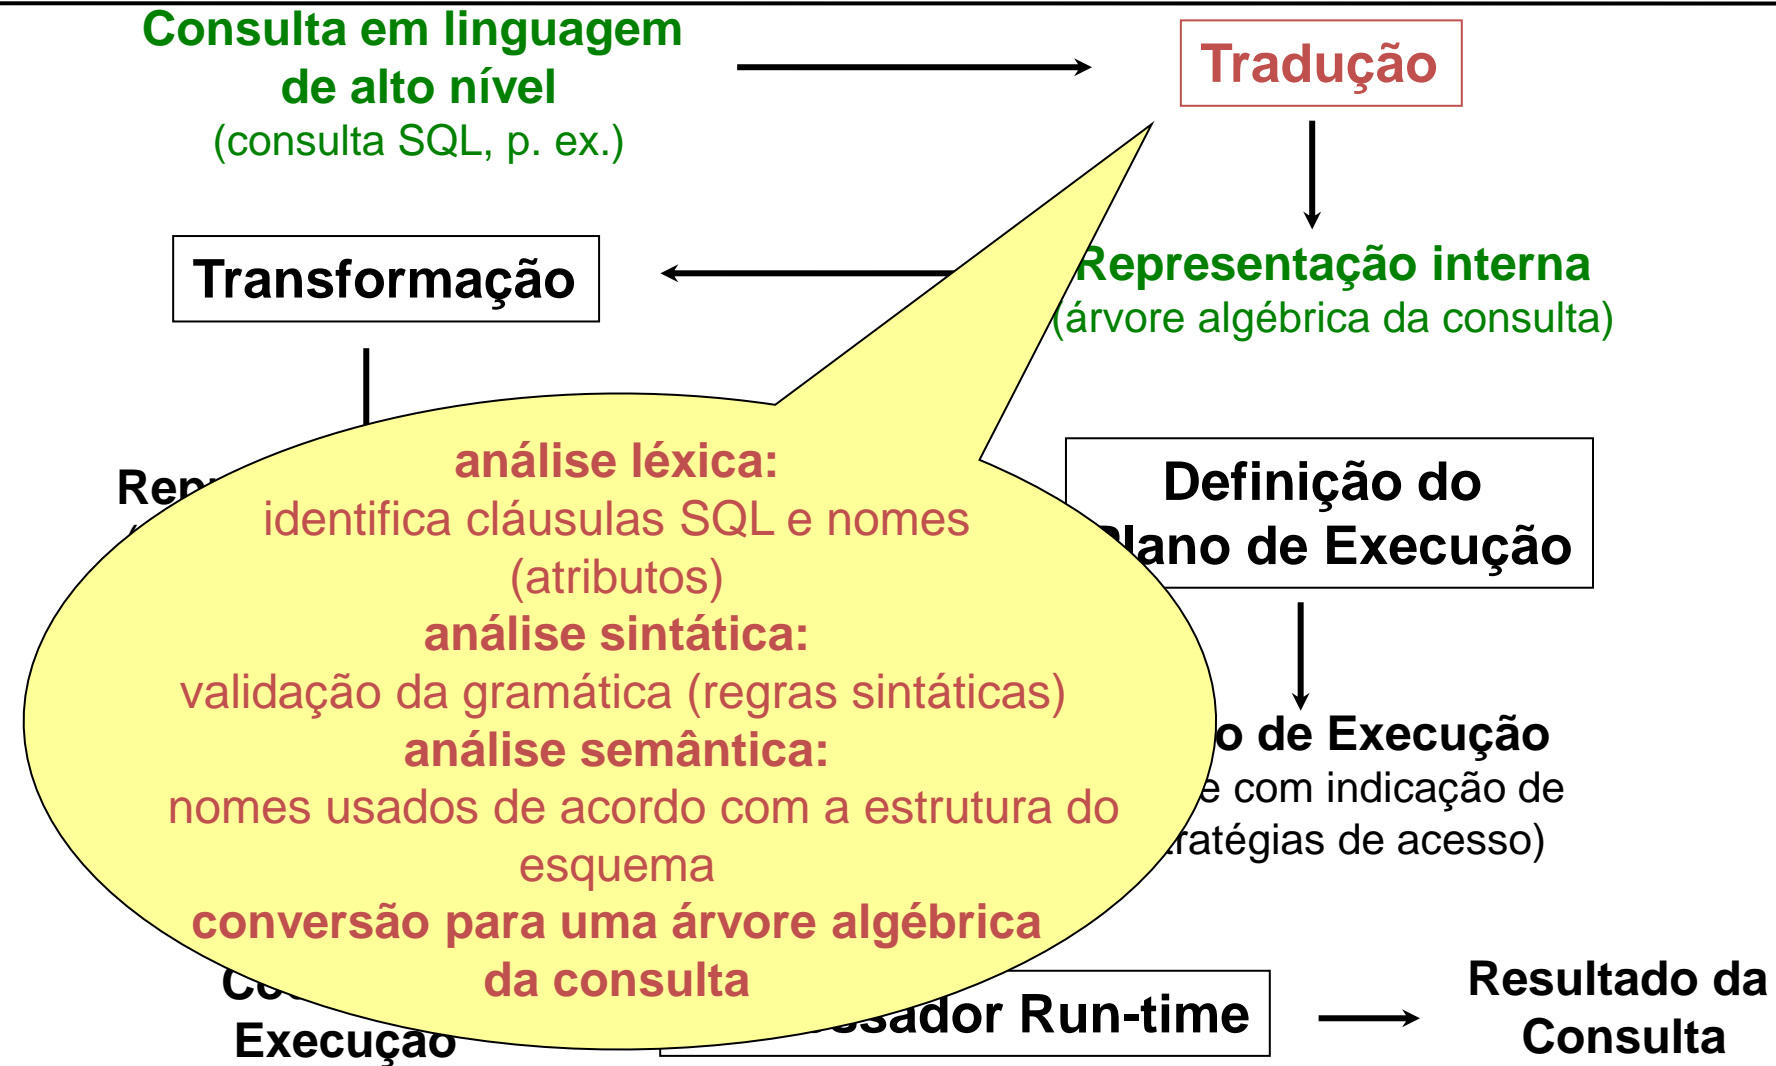 Consulta em linguagem
de alto nível
(consulta SQL, p. ex.)
Tradução
Transformação
Representação interna
(árvore algébrica da consulta)
análise léxica:
identifica cláusulas SQL e nomes
(atributos)
análise sintática:
validação da gramática (regras sintáticas)
análise semântica:
nomes usados de acordo com a estrutura do
esquema
conversão para uma árvore algébrica
da consulta
Definição do
Plano de Execução
de Execução
com indicação de
de acesso)
Execução
Run-time
Resultado da
Consulta